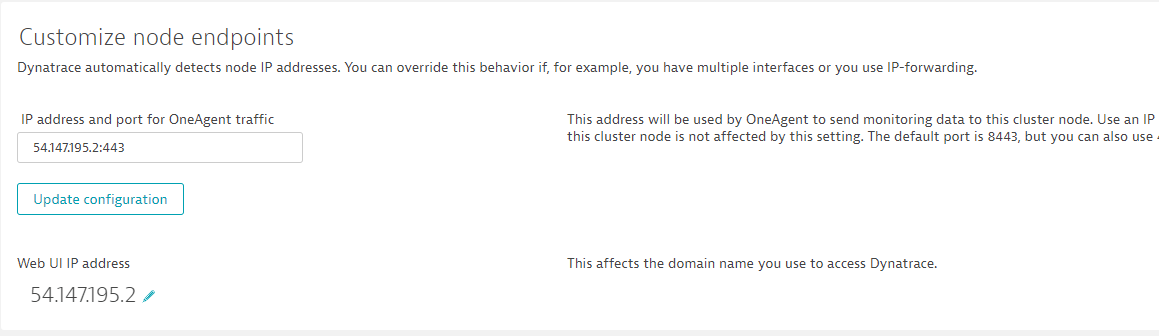 Customize node endpoints
Dynatrace automatically detects node IP addresses. You can override this behavior if, for example, you have multiple interfaces or you use IP-forwarding.
IP address and port for OneAgent traffic
54.147.195.2:443
This address will be used by OneAgent to send monitoring data to this cluster node. Use an IP
this cluster node is not affected by this setting. The default port is 8443, but you can also use
Update configuration
Web UI IP address
This affects the domain name you use to access Dynatrace.
54.147.195.2